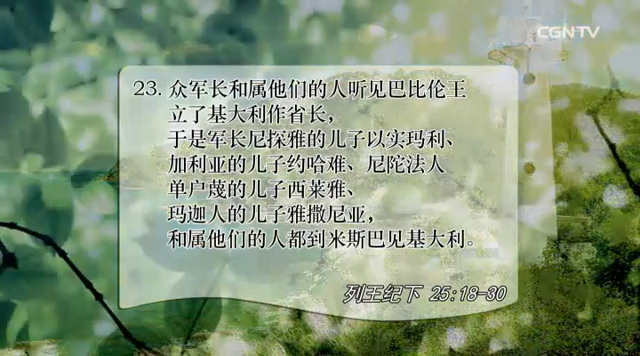 CGNTV
23. 众军长和属他们的人听见巴比伦王
立了基大利作省长，
于是军长尼探雅的儿子以实玛利、
加利亚的儿子约哈难、尼陀法人
单户蔑的儿子西莱雅、
玛迦人的儿子雅撒尼亚，
和属他们的人都到米斯巴见基大利。
列王纪下 25:18-30